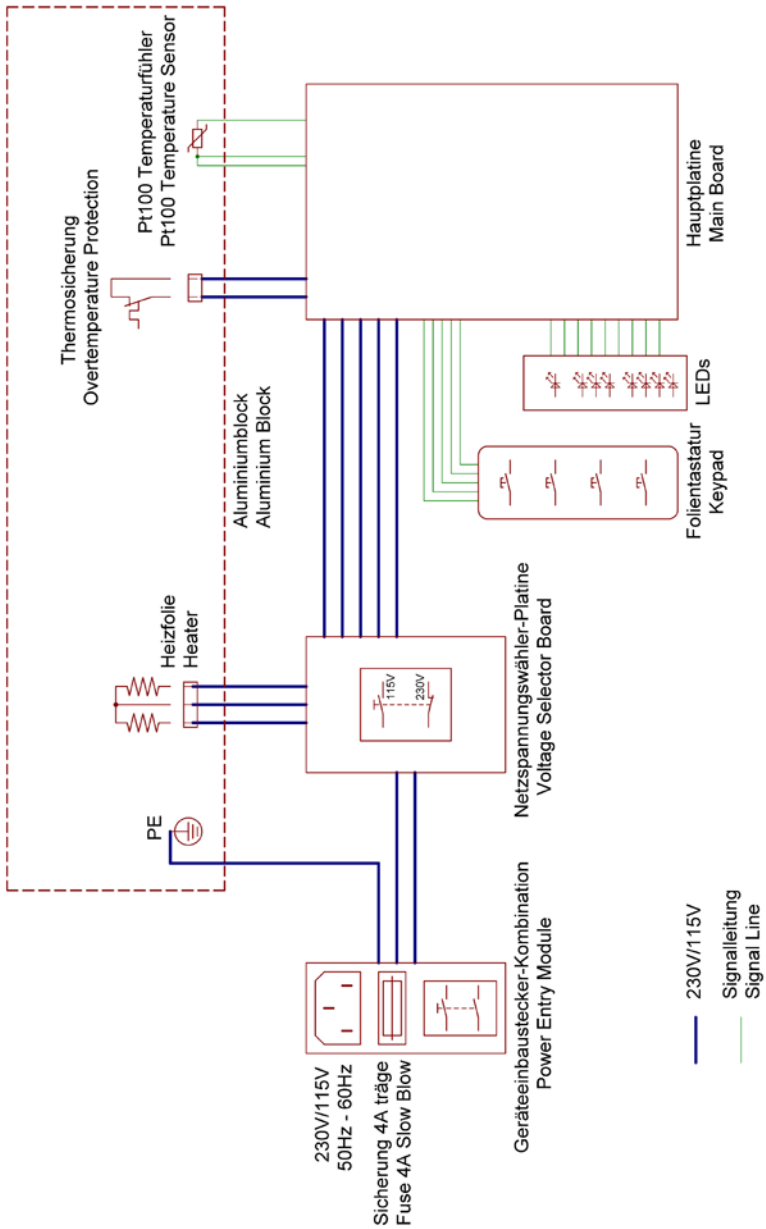 230V/115V
50Hz - 60Hz
Sicherung 4A träge
Fuse 4A Slow Blow
Geräteeinbaustecker-Kombination
Power Entry Module
PE
Heizfolie
Heater
115V
230V
Netzspannungswähler-Platine
Voltage Selector Board
Aluminiumblock
Aluminium Block
Thermosicherung
Overtemperature Protection
Pt100 Temperaturfühler
Pt100 Temperature Sensor
Folientastatur
Keypad
LEDs
Hauptplatine
Main Board
230V/115V
Signalleitung
Signal Line